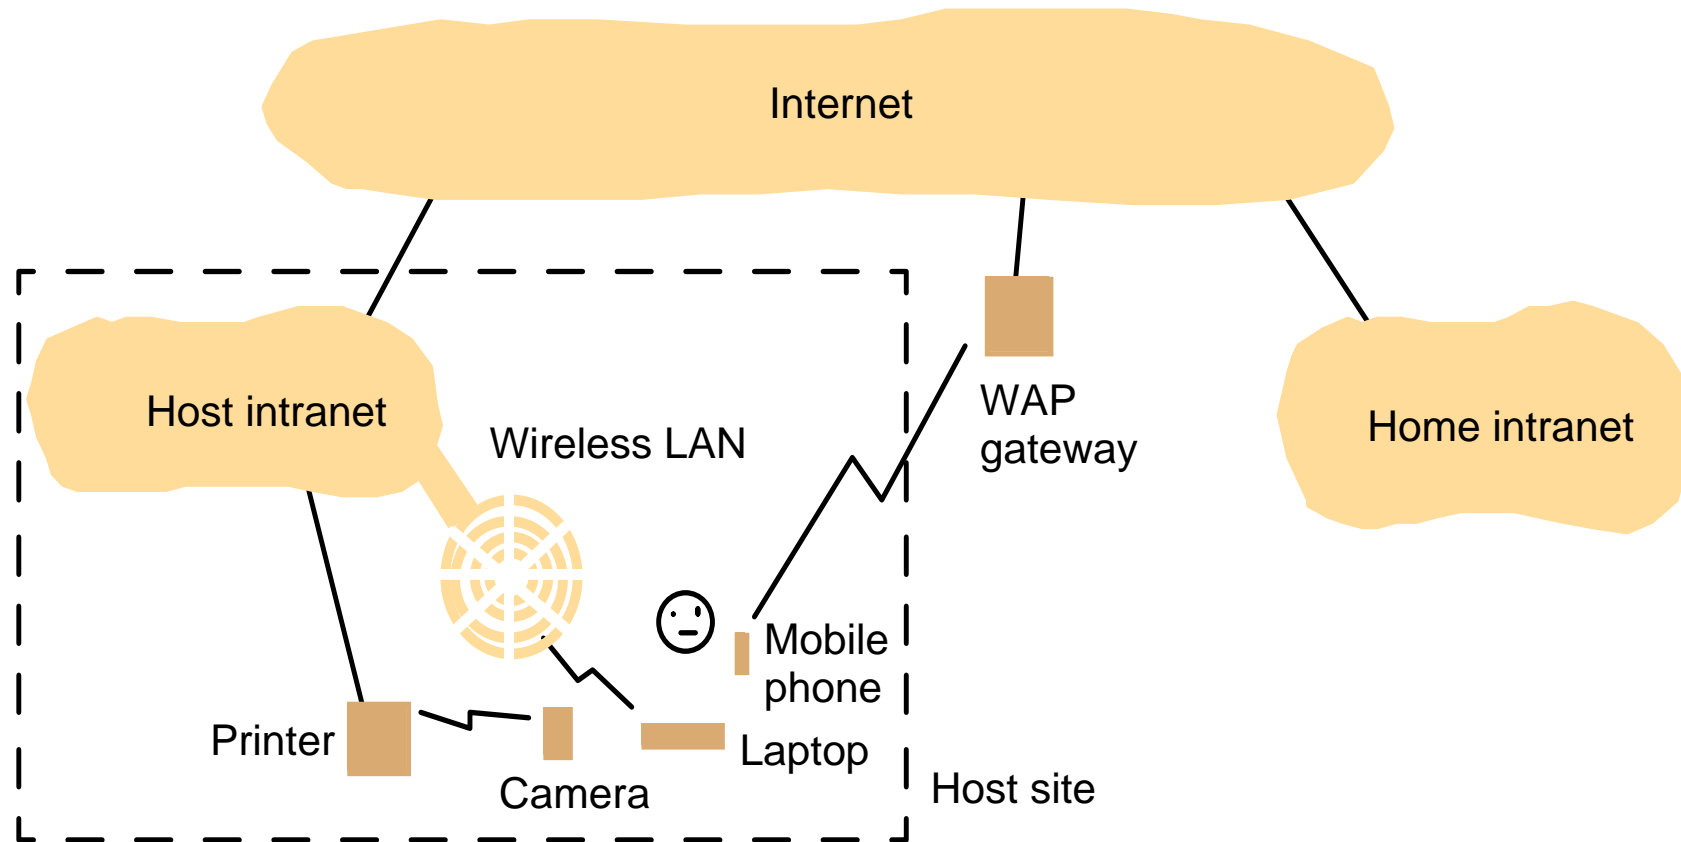 Internet
Host intranet
Wireless LAN
WAP
gateway
Home intranet
Mobile
phone
Printer
Laptop
Camera
Host site